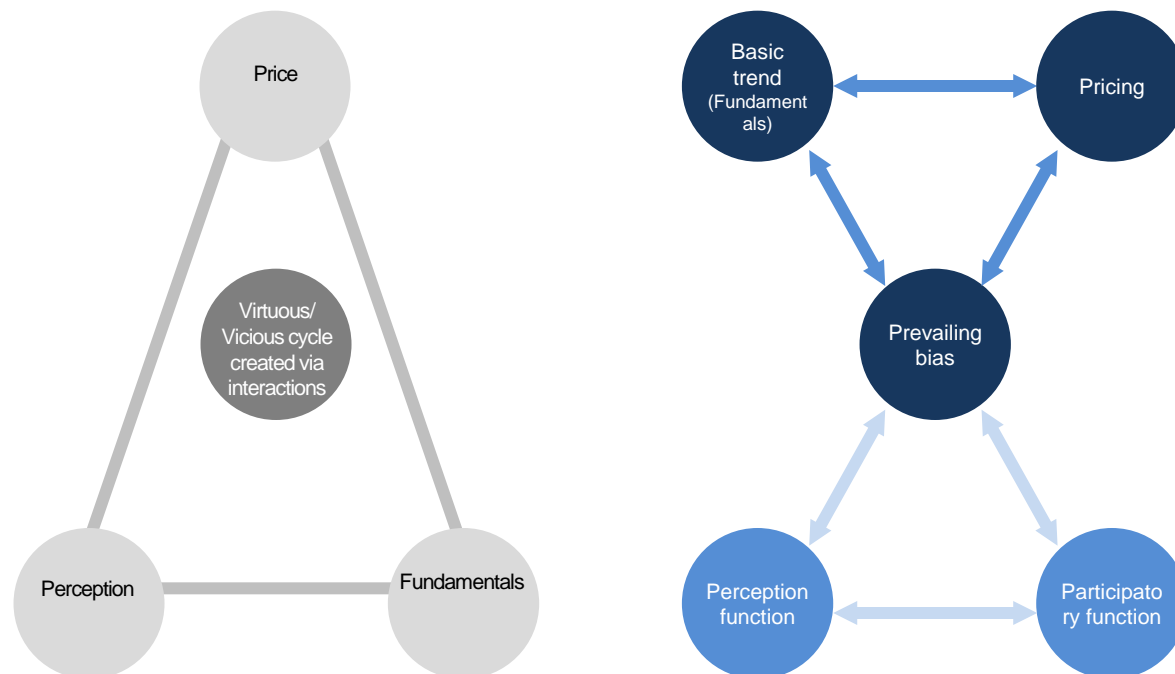 Price
Virtuous/
Vicious cycle
created via
interactions
Perception
Fundamentals
Basic
trend
(Fundament
als)
Pricing
Prevailing
bias
Perception
function
Participato
ry function